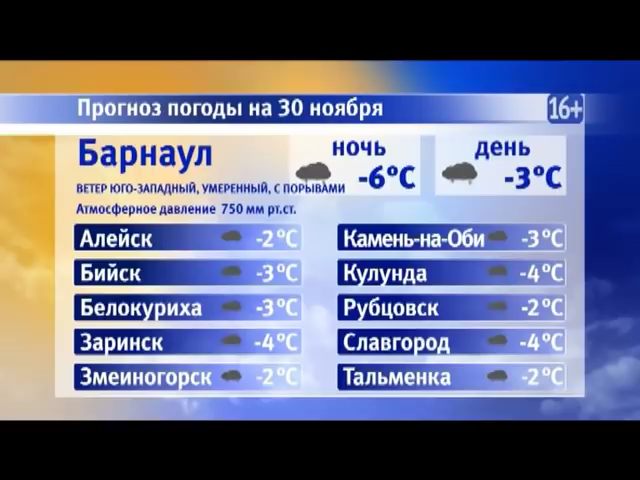 Прогноз погоды на 30 ноября 16+
Барнаул ночь -6°C день -3°C
ВЕТЕР ЮГО-ЗАПАДНЫЙ, УМЕРЕННЫЙ, С ПОРЫВАМИ
Атмосферное давление 750 мм рт.ст.
Алейск -2°C
Бийск -3°C
Белокуриха -3°C
Заринск -4°C
Змеиногорск -2°C
Камень-на-Оби -3°C
Кулунда -4°C
Рубцовск -2°C
Славгород -4°C
Тальменка -2°C